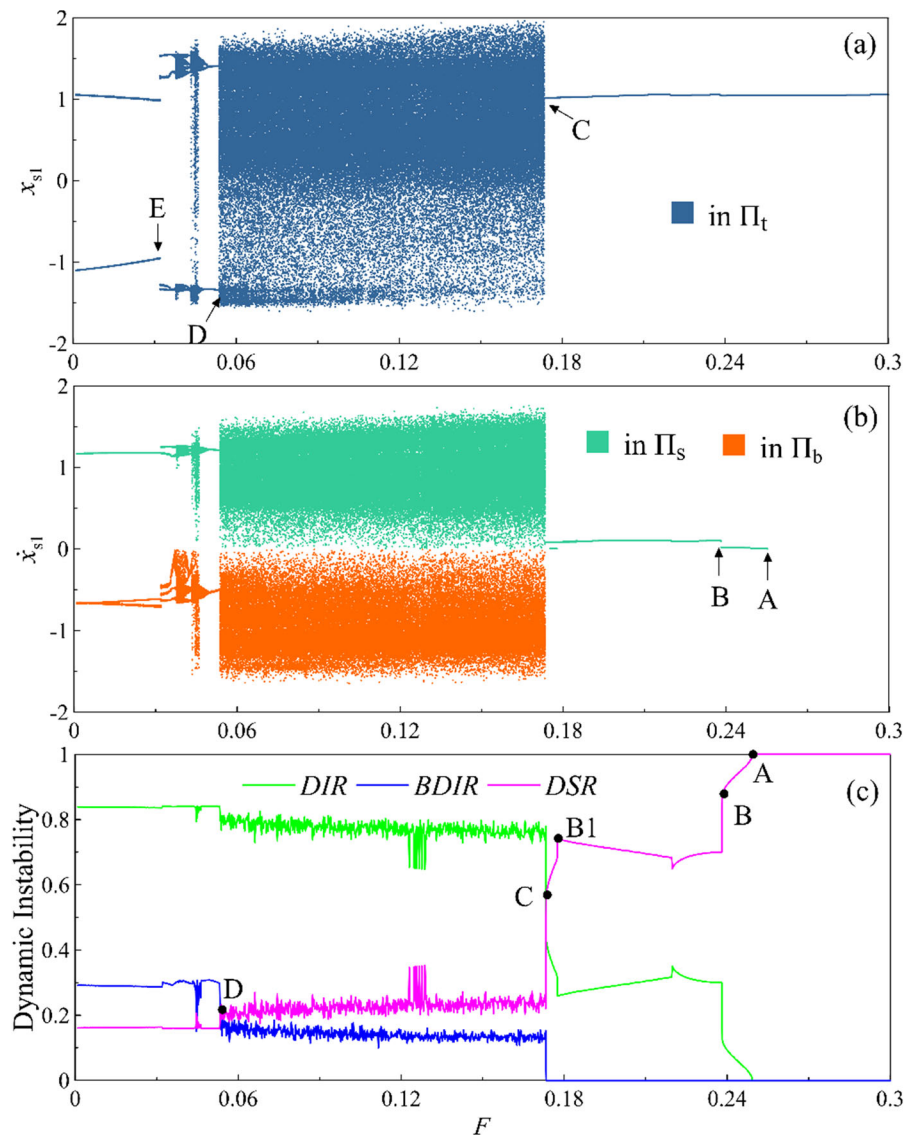 2
(a)
1
C
x_s1
0
E
in Π_t
-1
D
-2
0
0.06
0.12
0.18
0.24
0.3
2
(b)
in Π_s
in Π_b
1
ẋ_s1
0
B
A
-1
-2
0
0.06
0.12
0.18
0.24
0.3
1
DIR
BDIR
DSR
A
(c)
B
0.8
B1
0.6
C
Dynamic Instability
0.4
D
0.2
0
0
0.06
0.12
0.18
0.24
0.3
F